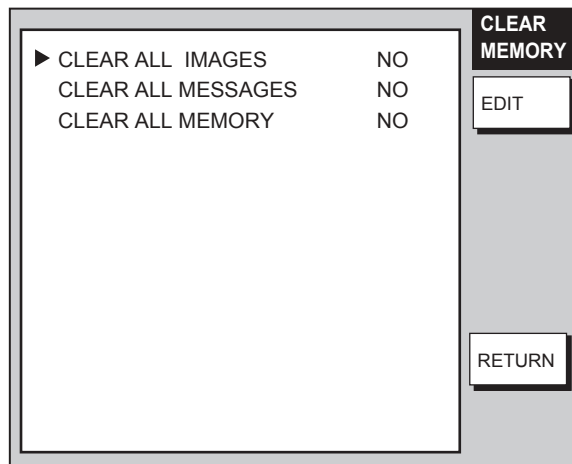 CLEAR
MEMORY
CLEAR ALL IMAGES NO
CLEAR ALL MESSAGES NO
CLEAR ALL MEMORY NO
EDIT
RETURN